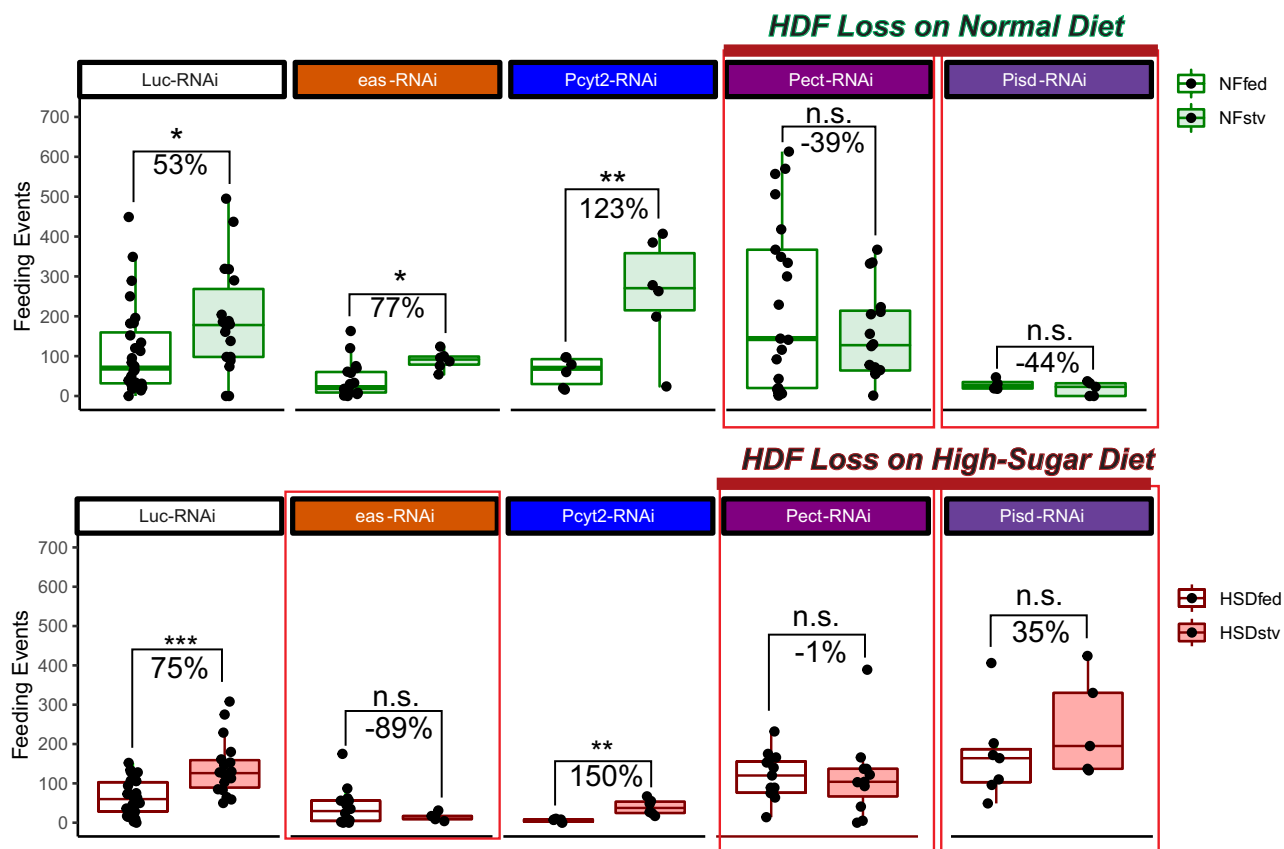 HDF Loss on Normal Diet
Luc-RNAi
eas-RNAi
Pcyt2-RNAi
Pect-RNAi
Pisd-RNAi
Feeding Events
700
600
500
400
300
200
100
0
*
53%
*
77%
**
123%
n.s.
-39%
n.s.
-44%
NFfed
NFstv
HDF Loss on High-Sugar Diet
Luc-RNAi
eas-RNAi
Pcyt2-RNAi
Pect-RNAi
Pisd-RNAi
Feeding Events
700
600
500
400
300
200
100
0
***
75%
n.s.
-89%
**
150%
n.s.
-1%
n.s.
35%
HSDfed
HSDstv